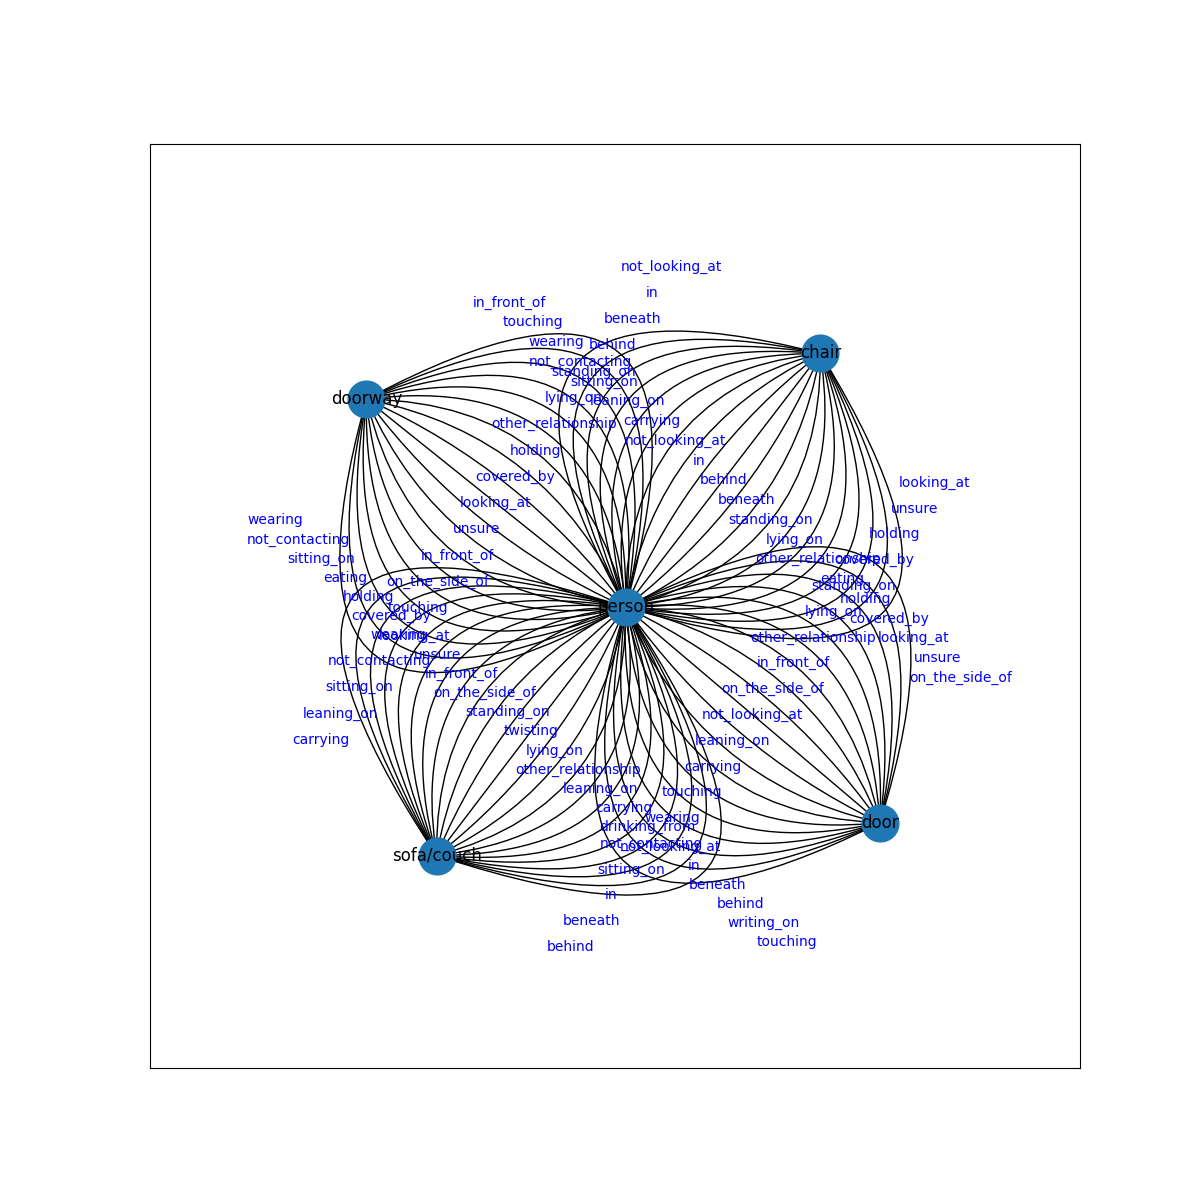 not_looking_at
in
in_front_of
beneath
touching
wearing
behind
chair
not_contacting
standing_on
sitting_on
lying_on
doorway
leaning_on
carrying
other_relationship
not_looking_at
holding
in
covered_by
behind
looking_at
beneath
looking_at
unsure
wearing
standing_on
unsure
holding
not_contacting
lying_on
in_front_of
sitting_on
other_relationship
covered_by
eating
on_the_side_of
eating
standing_on
holding
holding
touching
person
lying_on
covered_by
covered_by
wearing
looking_at
other_relationship
looking_at
unsure
not_contacting
in_front_of
unsure
in_front_of
on_the_side_of
sitting_on
on_the_side_of
on_the_side_of
leaning_on
standing_on
not_looking_at
carrying
twisting
leaning_on
lying_on
carrying
other_relationship
leaning_on
touching
carrying
wearing
door
drinking_from
not_contacting
not_looking_at
sofa/couch
sitting_on
in
in
beneath
beneath
behind
writing_on
behind
touching